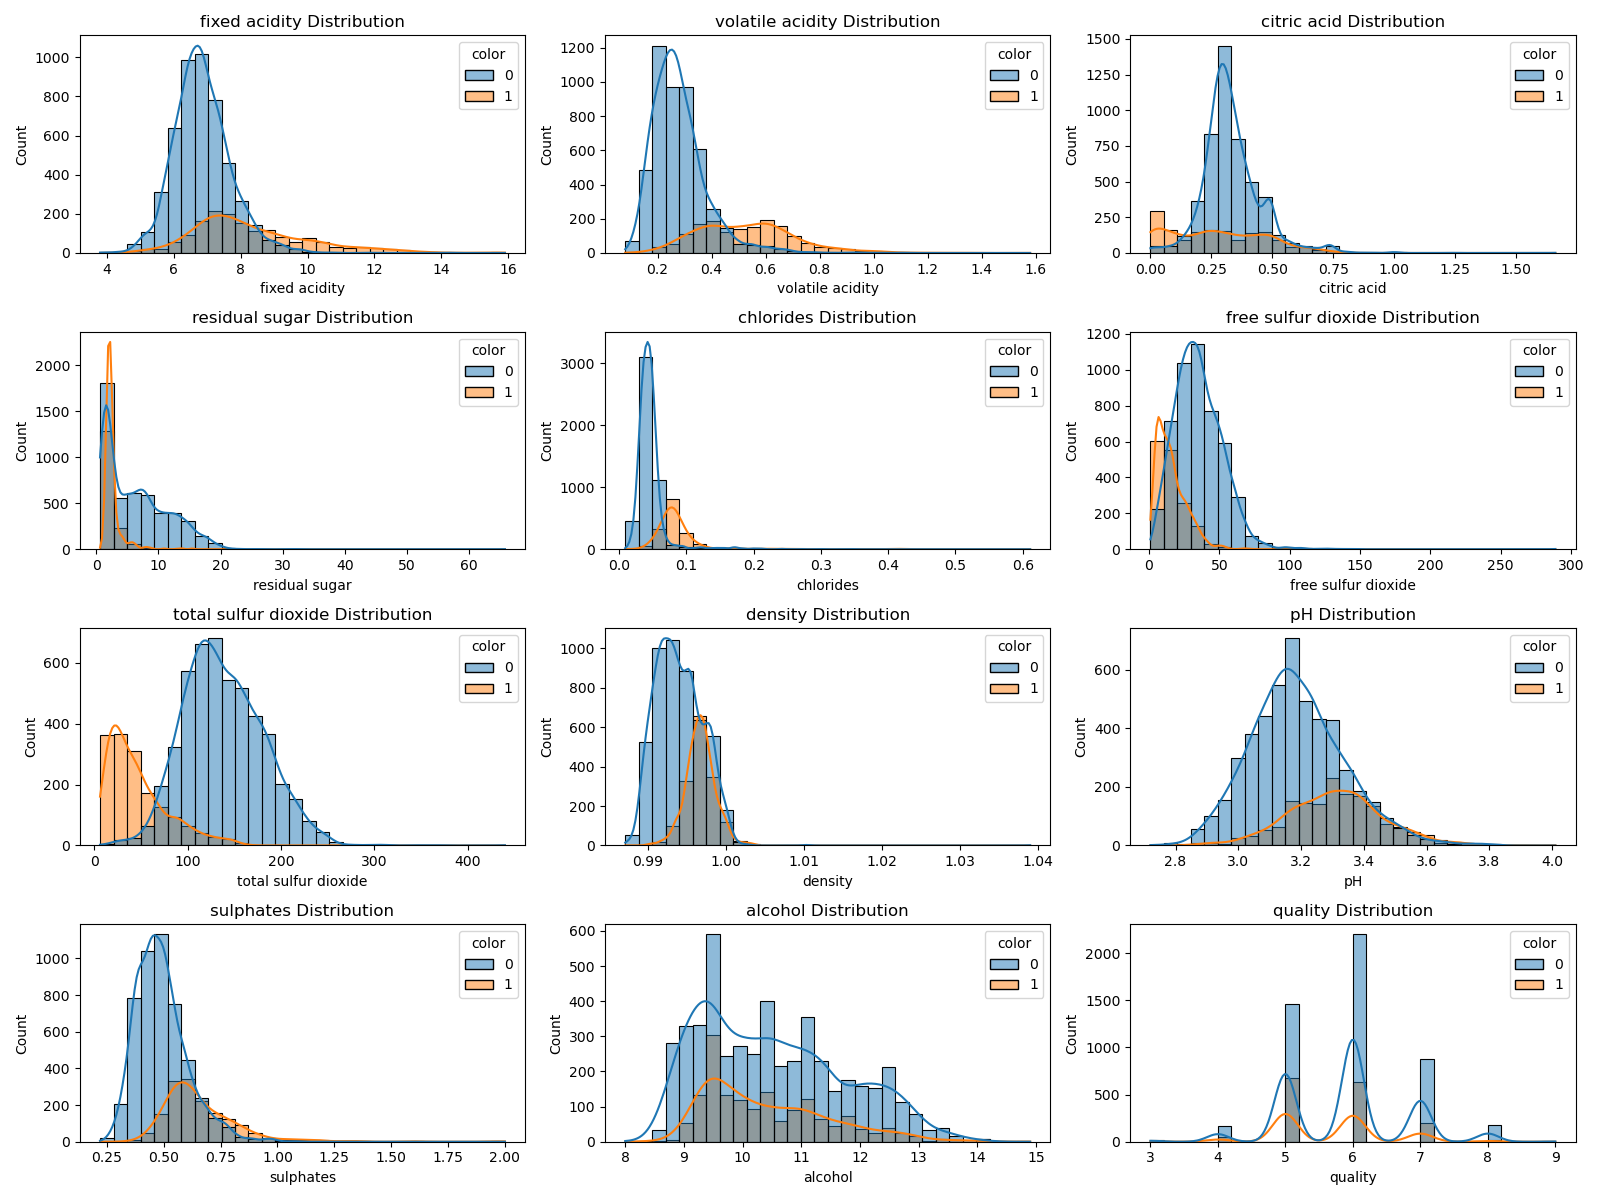 fixed acidity Distribution
Count
1000
800
600
400
200
0
4 6 8 10 12 14 16
fixed acidity
color
0
1
volatile acidity Distribution
Count
1200
1000
800
600
400
200
0
0.2 0.4 0.6 0.8 1.0 1.2 1.4 1.6
volatile acidity
color
0
1
citric acid Distribution
Count
1500
1250
1000
750
500
250
0
0.00 0.25 0.50 0.75 1.00 1.25 1.50
citric acid
color
0
1
residual sugar Distribution
Count
2000
1500
1000
500
0
0 10 20 30 40 50 60
residual sugar
color
0
1
chlorides Distribution
Count
3000
2000
1000
0
0.0 0.1 0.2 0.3 0.4 0.5 0.6
chlorides
color
0
1
free sulfur dioxide Distribution
Count
1200
1000
800
600
400
200
0
0 50 100 150 200 250 300
free sulfur dioxide
color
0
1
total sulfur dioxide Distribution
Count
600
400
200
0
0 100 200 300 400
total sulfur dioxide
color
0
1
density Distribution
Count
1000
800
600
400
200
0
0.99 1.00 1.01 1.02 1.03 1.04
density
color
0
1
pH Distribution
Count
600
400
200
0
2.8 3.0 3.2 3.4 3.6 3.8 4.0
pH
color
0
1
sulphates Distribution
Count
1000
800
600
400
200
0
0.25 0.50 0.75 1.00 1.25 1.50 1.75 2.00
sulphates
color
0
1
alcohol Distribution
Count
600
500
400
300
200
100
0
8 9 10 11 12 13 14 15
alcohol
color
0
1
quality Distribution
Count
2000
1500
1000
500
0
3 4 5 6 7 8 9
quality
color
0
1